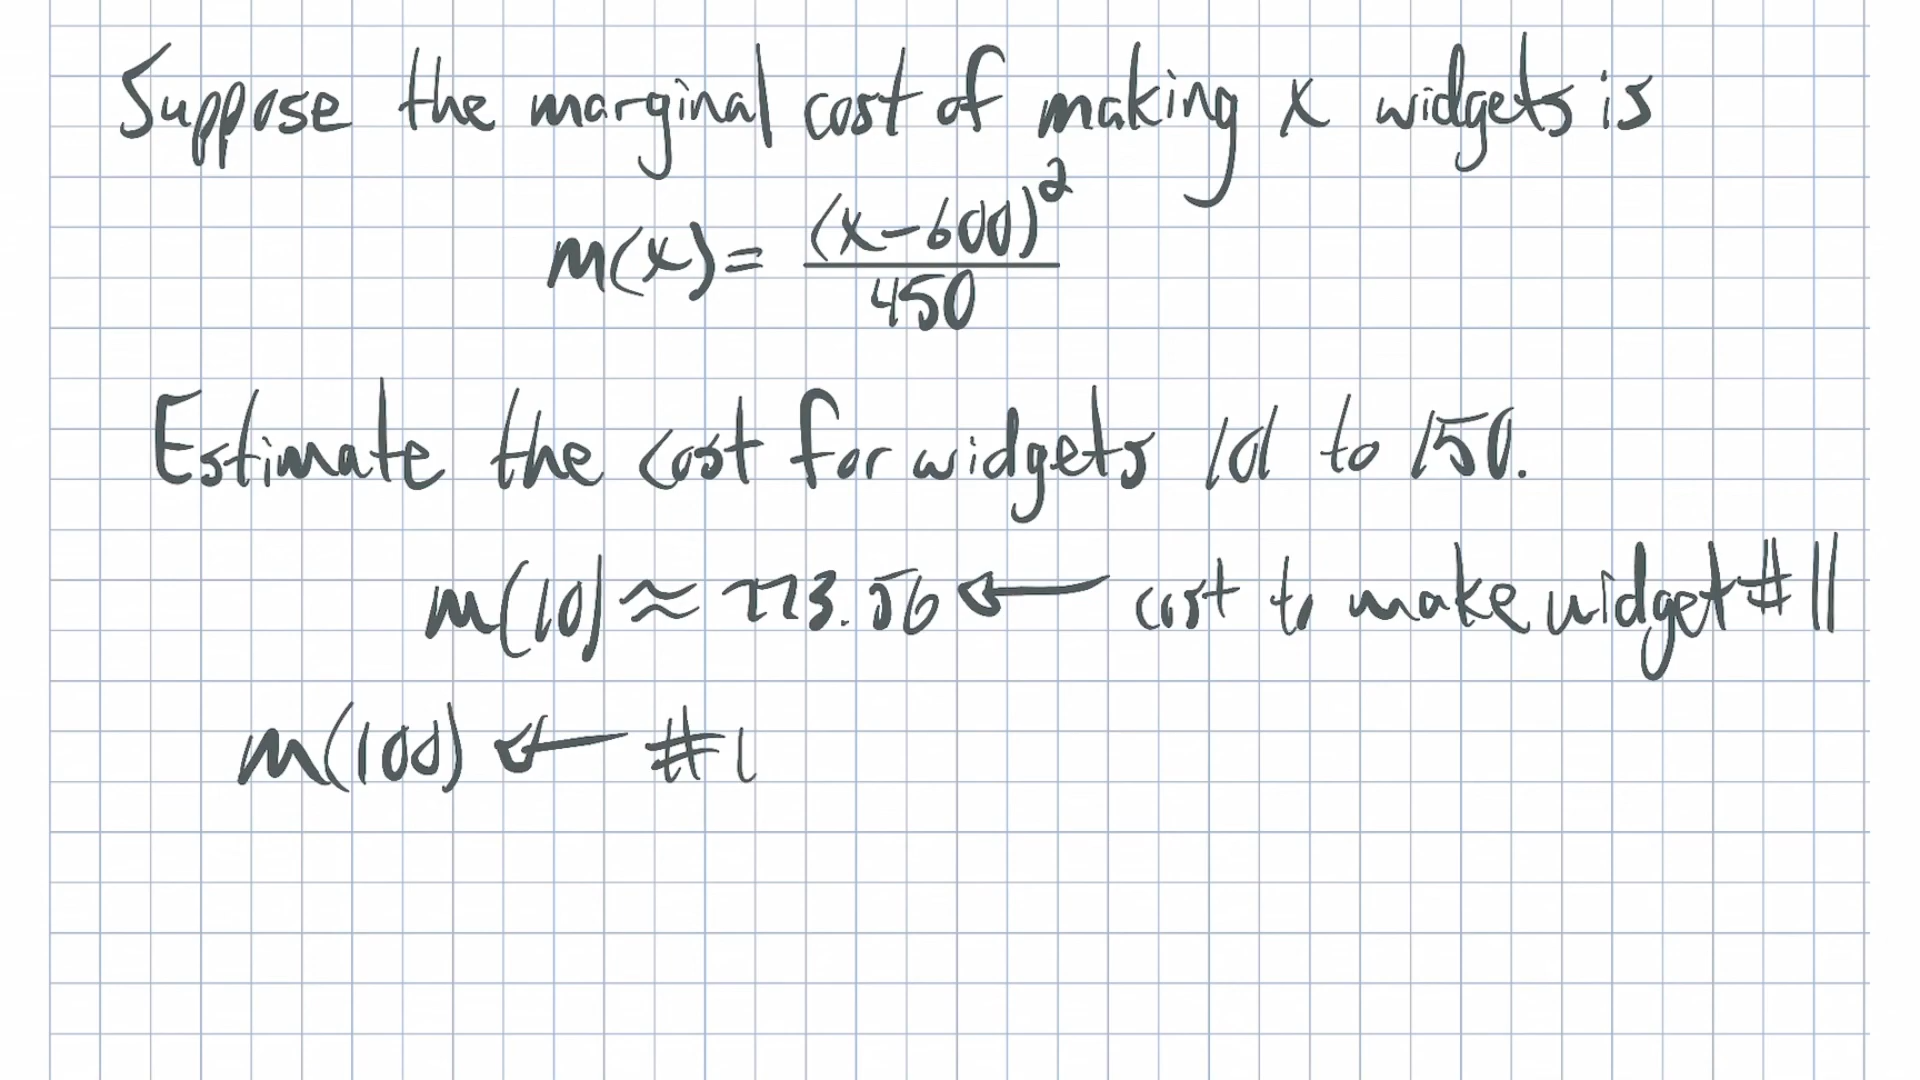 Suppose the marginal cost of making x widgets is
m(x) = (x-600)^2 / 450
Estimate the cost for widgets 101 to 150.
m(10) ≈ 773.56 ← cost to make widget #11
m(100) ← #1